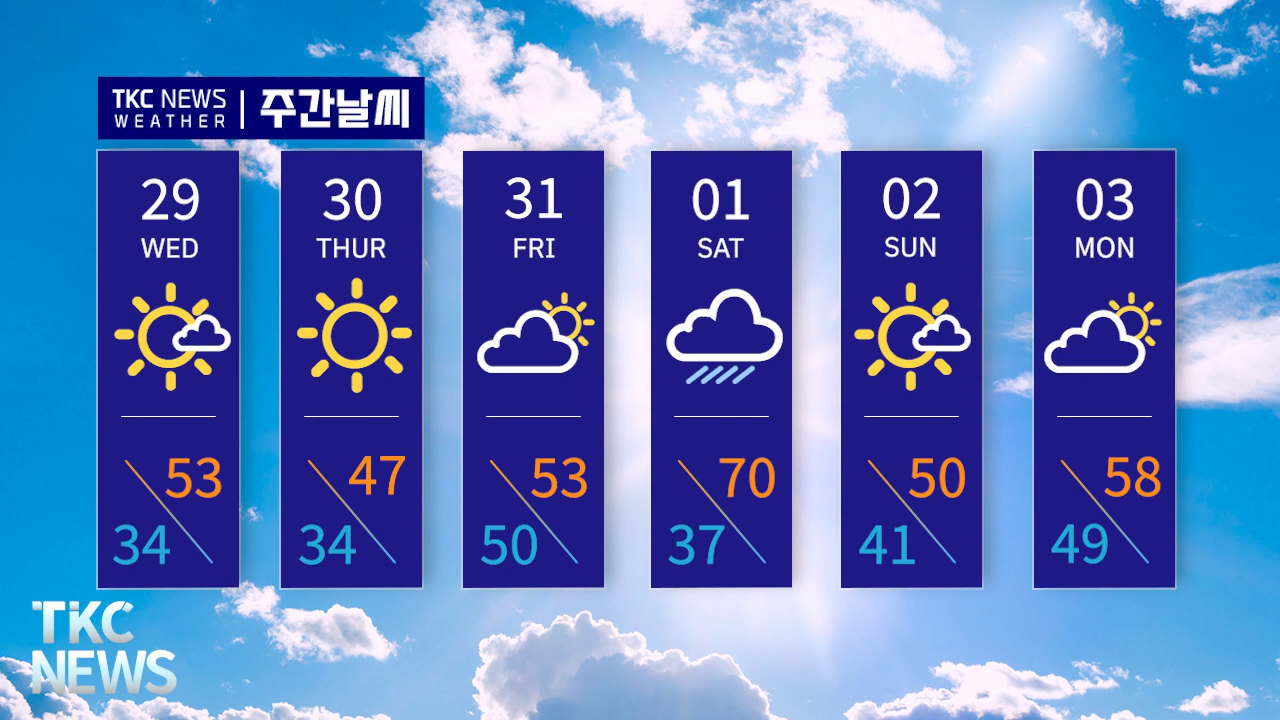 TKC NEWS
WEATHER
주간날씨
29
WED
53
34
30
THUR
47
34
31
FRI
53
50
01
SAT
70
37
02
SUN
50
41
03
MON
58
49
TKC
NEWS